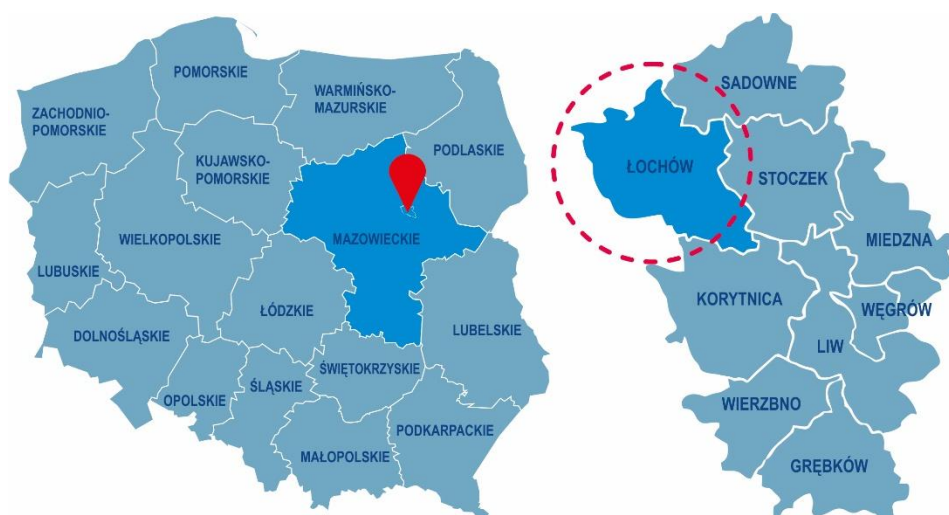 POMORSKIE
WARMIŃSKO-
MAZURSKIE
ZACHODNIO-
POMORSKIE
PODLASKIE
KUJAWSKO-
POMORSKIE
WIELKOPOLSKIE
MAZOWIECKIE
LUBUSKIE
ŁÓDZKIE
DOLNOŚLĄSKIE
LUBELSKIE
ŚWIĘTOKRZYSKIE
ŚLĄSKIE
OPOLSKIE
PODKARPACKIE
MAŁOPOLSKIE
SADOWNE
ŁOCHÓW
STOCZEK
MIEDZNA
KORYTNICA
WĘGRÓW
LIW
WIERZBNO
GRĘBKÓW